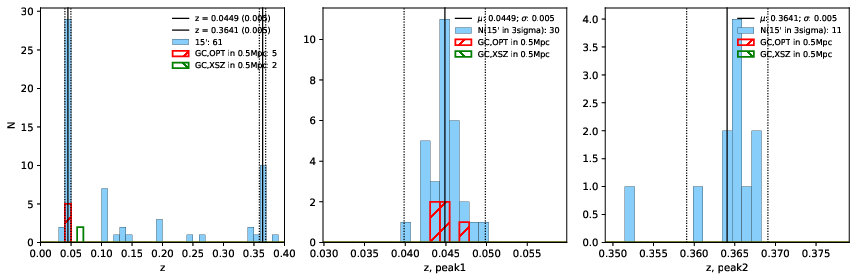 z = 0.0449 (0.005)
z = 0.3641 (0.005)
15': 61
GC,OPT in 0.5Mpc: 5
GC,XSZ in 0.5Mpc: 2
30
25
20
15
10
5
0
N
0.00 0.05 0.10 0.15 0.20 0.25 0.30 0.35 0.40
z
μ: 0.0449; σ: 0.005
N(15' in 3sigma): 30
GC,OPT in 0.5Mpc
GC,XSZ in 0.5Mpc
10
8
6
4
2
0
0.030 0.035 0.040 0.045 0.050 0.055
z, peak1
μ: 0.3641; σ: 0.005
N(15' in 3sigma): 11
GC,OPT in 0.5Mpc
GC,XSZ in 0.5Mpc
4.0
3.5
3.0
2.5
2.0
1.5
1.0
0.5
0.0
0.350 0.355 0.360 0.365 0.370 0.375
z, peak2